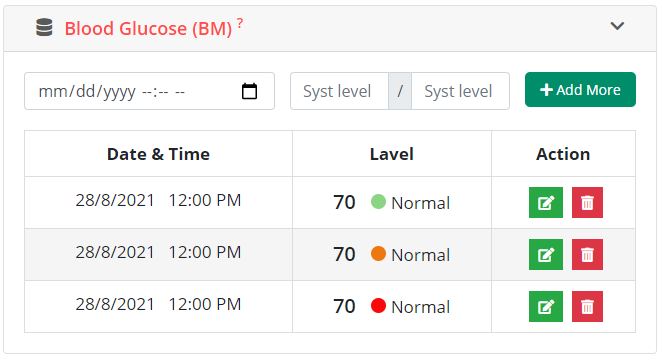 Blood Glucose (BM) ?
mm/dd/yyyy --:-- -- Syst level / Syst level + Add More
Date & Time Lavel Action
28/8/2021 12:00 PM 70 Normal
28/8/2021 12:00 PM 70 Normal
28/8/2021 12:00 PM 70 Normal